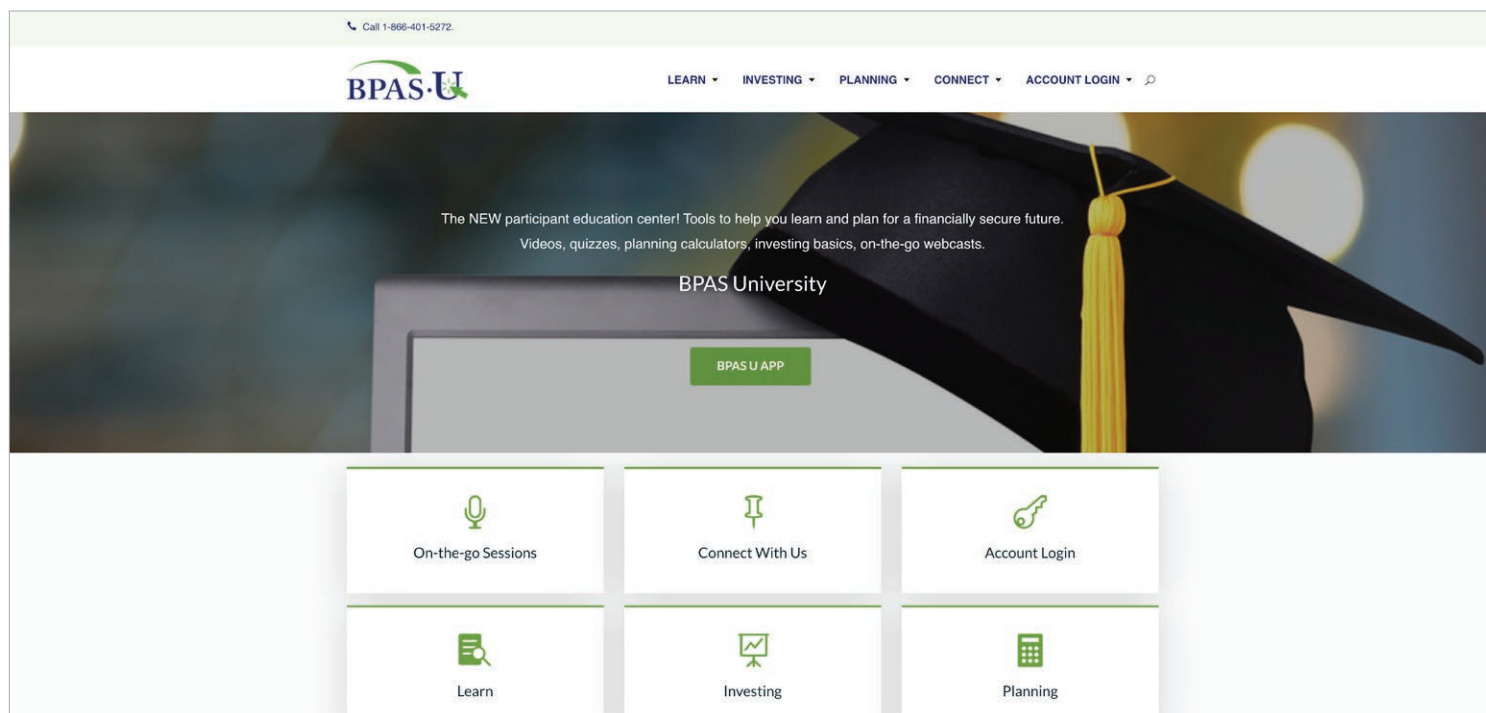 Call 1-866-401-5272.
BPAS·U
LEARN INVESTING PLANNING CONNECT ACCOUNT LOGIN
The NEW participant education center! Tools to help you learn and plan for a financially secure future.
Videos, quizzes, planning calculators, investing basics, on-the-go webcasts.
BPAS University
BPAS U APP
On-the-go Sessions
Connect With Us
Account Login
Learn
Investing
Planning